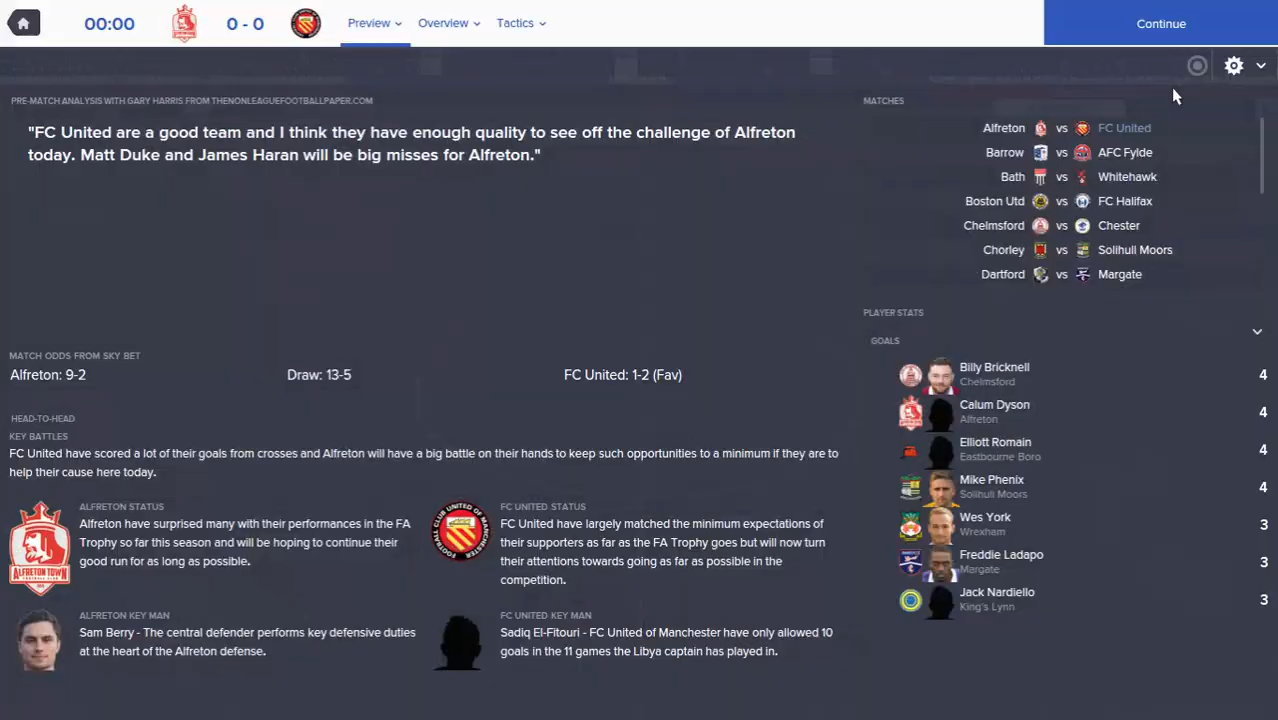 00:00
0 - 0
Preview
Overview
Tactics
Continue
PRE-MATCH ANALYSIS WITH GARY HARRIS FROM THENONLEAGUEFOOTBALLPAPER.COM
"FC United are a good team and I think they have enough quality to see off the challenge of Alfreton
today. Matt Duke and James Haran will be big misses for Alfreton."
MATCH ODDS FROM SKY BET
Alfreton: 9-2
Draw: 13-5
FC United: 1-2 (Fav)
HEAD-TO-HEAD
KEY BATTLES
FC United have scored a lot of their goals from crosses and Alfreton will have a big battle on their hands to keep such opportunities to a minimum if they are to
help their cause here today.
ALFRETON STATUS
Alfreton have surprised many with their performances in the FA
Trophy so far this season and will be hoping to continue their
good run for as long as possible.
FC UNITED STATUS
FC United have largely matched the minimum expectations of
their supporters as far as the FA Trophy goes but will now turn
their attentions towards going as far as possible in the
competition.
ALFRETON KEY MAN
Sam Berry - The central defender performs key defensive duties
at the heart of the Alfreton defense.
FC UNITED KEY MAN
Sadiq El-Fitouri - FC United of Manchester have only allowed 10
goals in the 11 games the Libya captain has played in.
MATCHES
Alfreton vs FC United
Barrow vs AFC Fylde
Bath vs Whitehawk
Boston Utd vs FC Halifax
Chelmsford vs Chester
Chorley vs Solihull Moors
Dartford vs Margate
PLAYER STATS
GOALS
Billy Bricknell 4
Chelmsford
Calum Dyson 4
Alfreton
Elliott Romain 4
Eastbourne Boro
Mike Phenix 4
Solihull Moors
Wes York 3
Wrexham
Freddie Ladapo 3
Margate
Jack Nardiello 3
King's Lynn
ALFRETON TOWN